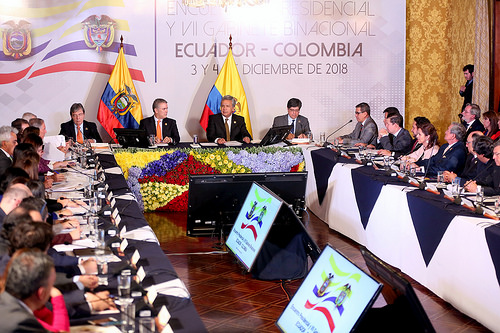 ENCUENTRO PRESIDENCIAL
Y VII GABINETE BINACIONAL
ECUADOR - COLOMBIA
3 Y 4 DE DICIEMBRE DE 2018